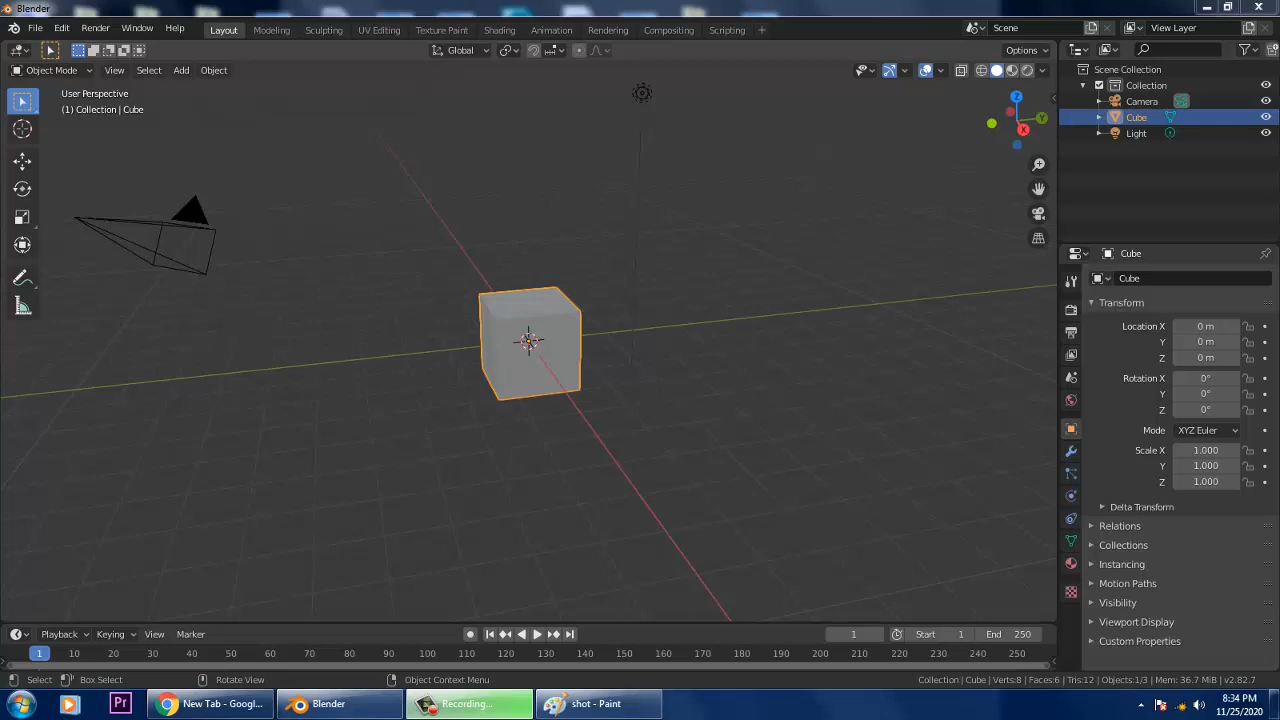 Blender
File Edit Render Window Help Layout Modeling Sculpting UV Editing Texture Paint Shading Animation Rendering Compositing Scripting + Scene View Layer
Global Options
Object Mode View Select Add Object
User Perspective
(1) Collection | Cube
Z
Y
X
Scene Collection
Collection
Camera
Cube
Light
Cube
Cube
Transform
Location X 0 m
Y 0 m
Z 0 m
Rotation X 0°
Y 0°
Z 0°
Mode XYZ Euler
Scale X 1.000
Y 1.000
Z 1.000
Delta Transform
Relations
Collections
Instancing
Motion Paths
Visibility
Viewport Display
Custom Properties
Playback Keying View Marker 1 Start 1 End 250
1 10 20 30 40 50 60 70 80 90 100 110 120 130 140 150 160 170 180 190 200 210 220 230 240 250
Select Box Select Rotate View Object Context Menu Collection | Cube | Verts:8 | Faces:6 | Tris:12 | Objects:1/3 | Mem: 36.7 MiB | v2.82.7
Pr New Tab - Googl... Blender Recording... shot - Paint 8:34 PM
11/25/2020